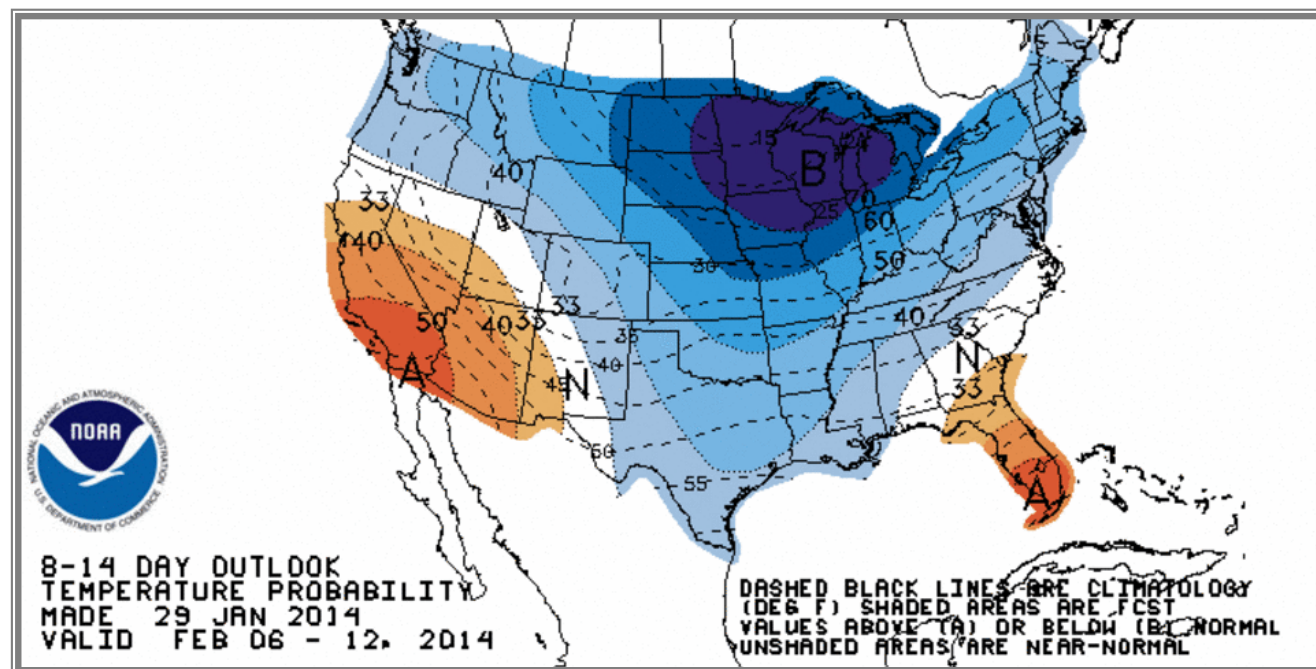 33
40
50
40
33
N
A
40
33
35
40
45
50
55
30
15
B
25
70
60
50
40
33
N
33
A
NATIONAL OCEANIC AND ATMOSPHERIC ADMINISTRATION
NOAA
U.S. DEPARTMENT OF COMMERCE
8-14 DAY OUTLOOK
TEMPERATURE PROBABILITY
MADE 29 JAN 2014
VALID FEB 06 - 12, 2014
DASHED BLACK LINES ARE CLIMATOLOGY
(DEG F) SHADED AREAS ARE FCST
VALUES ABOVE (A) OR BELOW (B) NORMAL
UNSHADED AREAS ARE NEAR-NORMAL